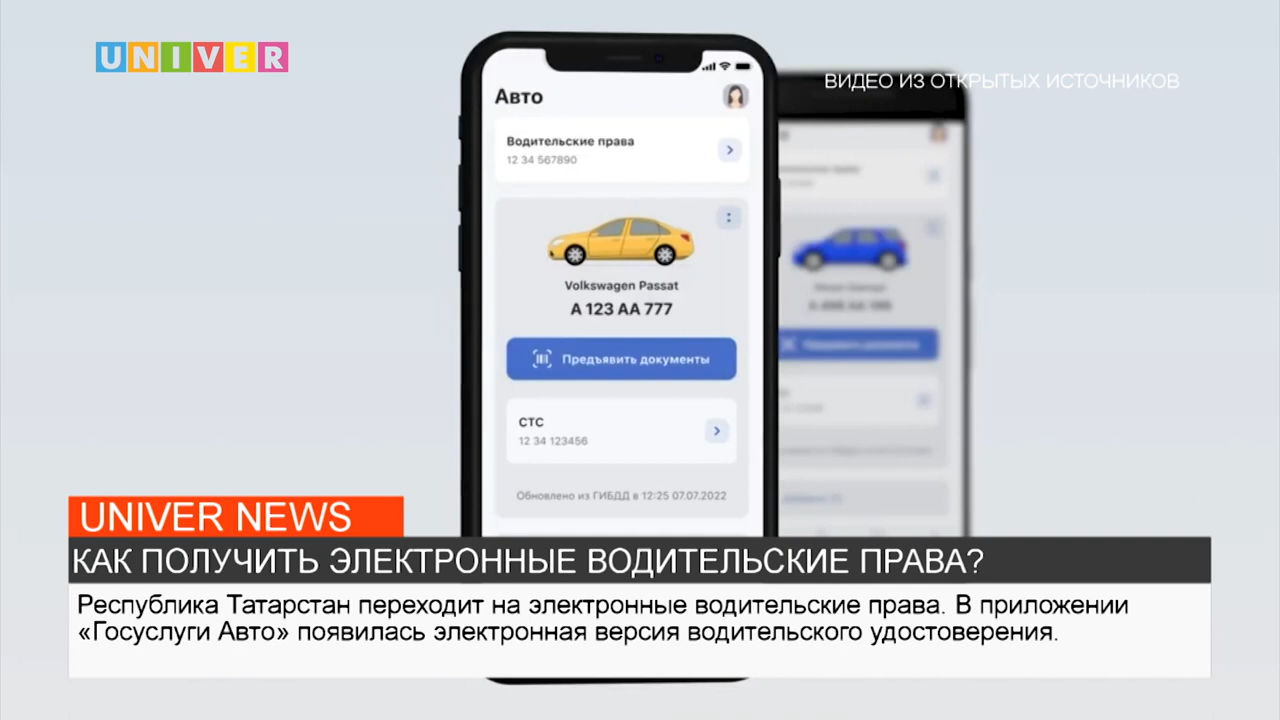 UNIVER
ВИДЕО ИЗ ОТКРЫТЫХ ИСТОЧНИКОВ
Авто
Водительские права
12 34 567890
Volkswagen Passat
А 123 АА 777
Предъявить документы
СТС
12 34 123456
Обновлено из ГИБДД в 12:25 07.07.2022
UNIVER NEWS
КАК ПОЛУЧИТЬ ЭЛЕКТРОННЫЕ ВОДИТЕЛЬСКИЕ ПРАВА?
Республика Татарстан переходит на электронные водительские права. В приложении
«Госуслуги Авто» появилась электронная версия водительского удостоверения.